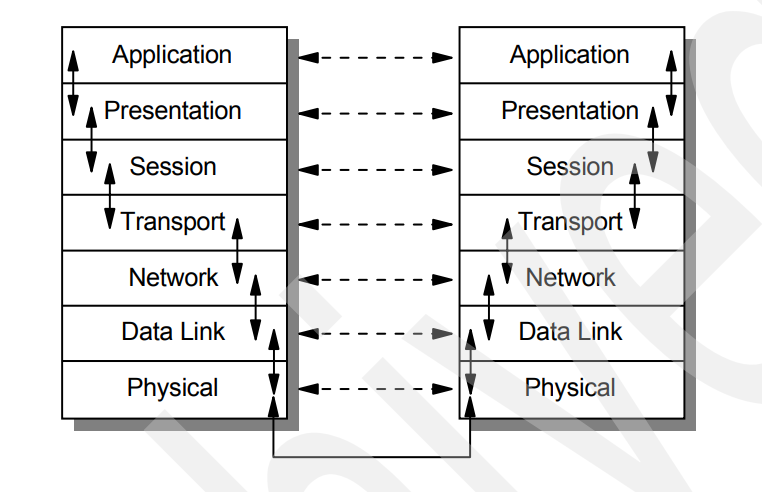 Application
Presentation
Session
Transport
Network
Data Link
Physical
Application
Presentation
Session
Transport
Network
Data Link
Physical